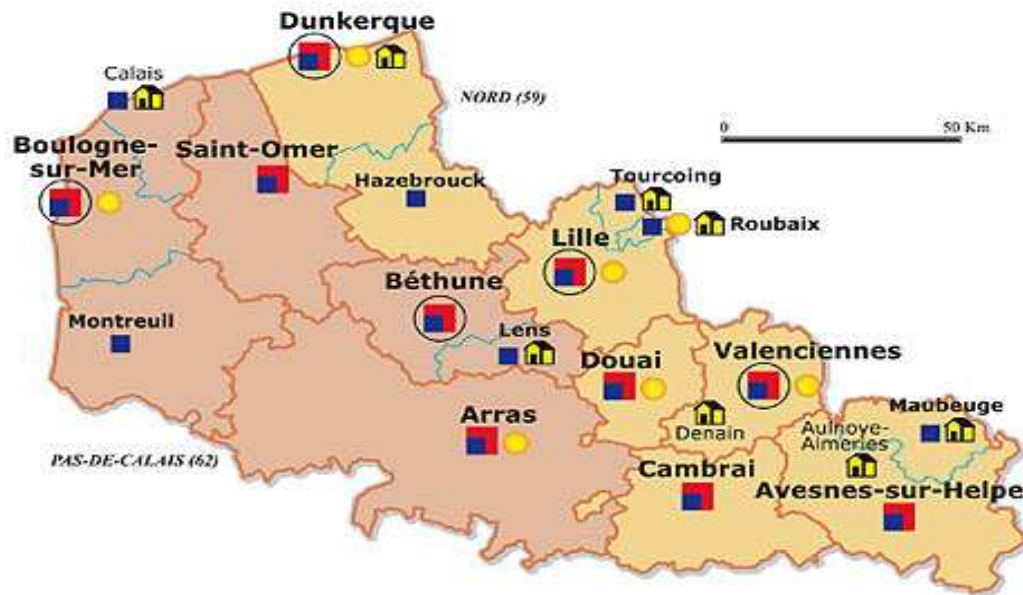 Dunkerque
Calais
NORD (59)
0 50 Km
Boulogne-
sur-Mer
Saint-Omer
Hazebrouck
Tourcoing
Roubaix
Lille
Béthune
Montreuil
Lens
Douai
Valenciennes
Arras
Denain
Maubeuge
Aulnoye-
Almeries
PAS-DE-CALAIS (62)
Cambrai
Avesnes-sur-Helpe